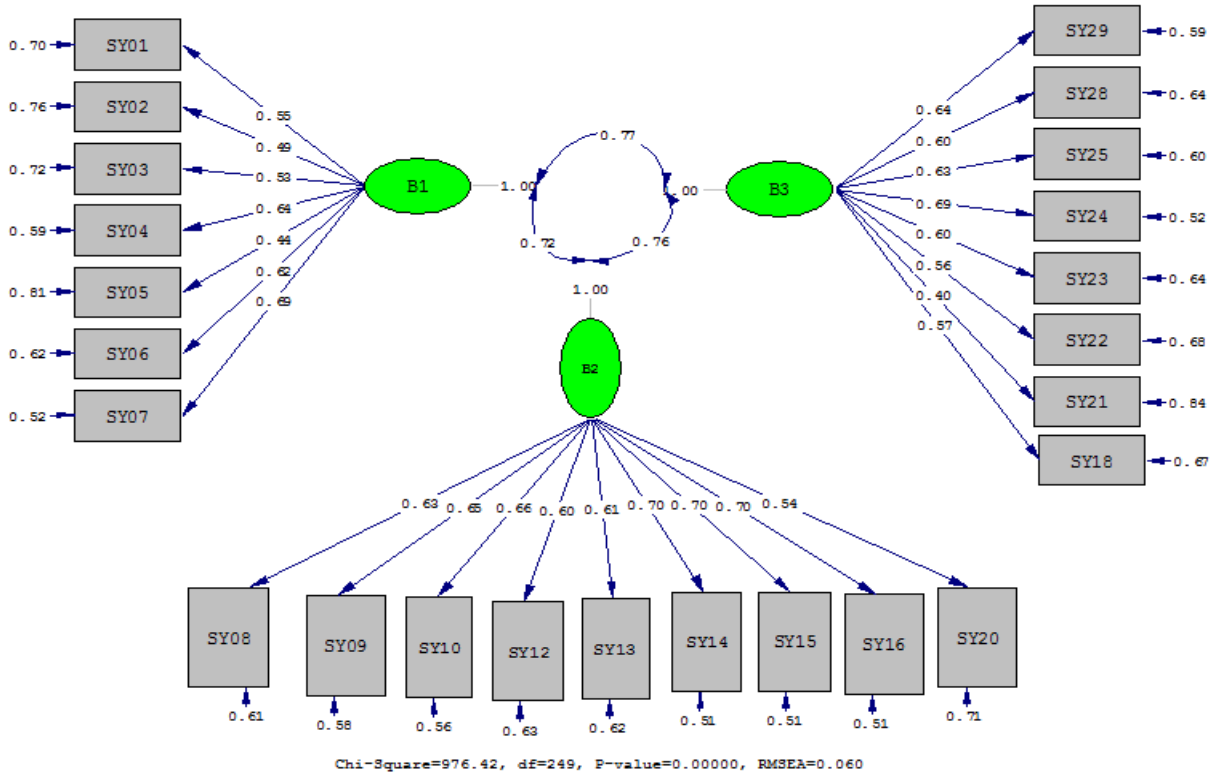 0.70 SY01
0.76 SY02
0.72 SY03
0.59 SY04
0.81 SY05
0.62 SY06
0.52 SY07
0.55
0.49
0.53
0.64
0.44
0.62
0.69
B1
1.00
0.77
0.72
0.76
1.00
B2
B3
0.64
0.60
0.63
0.69
0.60
0.56
0.40
0.57
SY29 0.59
SY28 0.64
SY25 0.60
SY24 0.52
SY23 0.64
SY22 0.68
SY21 0.84
SY18 0.67
0.63 0.65 0.66 0.60 0.61 0.70 0.70 0.70 0.54
SY08 SY09 SY10 SY12 SY13 SY14 SY15 SY16 SY20
0.61 0.58 0.56 0.63 0.62 0.51 0.51 0.51 0.71
Chi-Square=976.42, df=249, P-value=0.00000, RMSEA=0.060